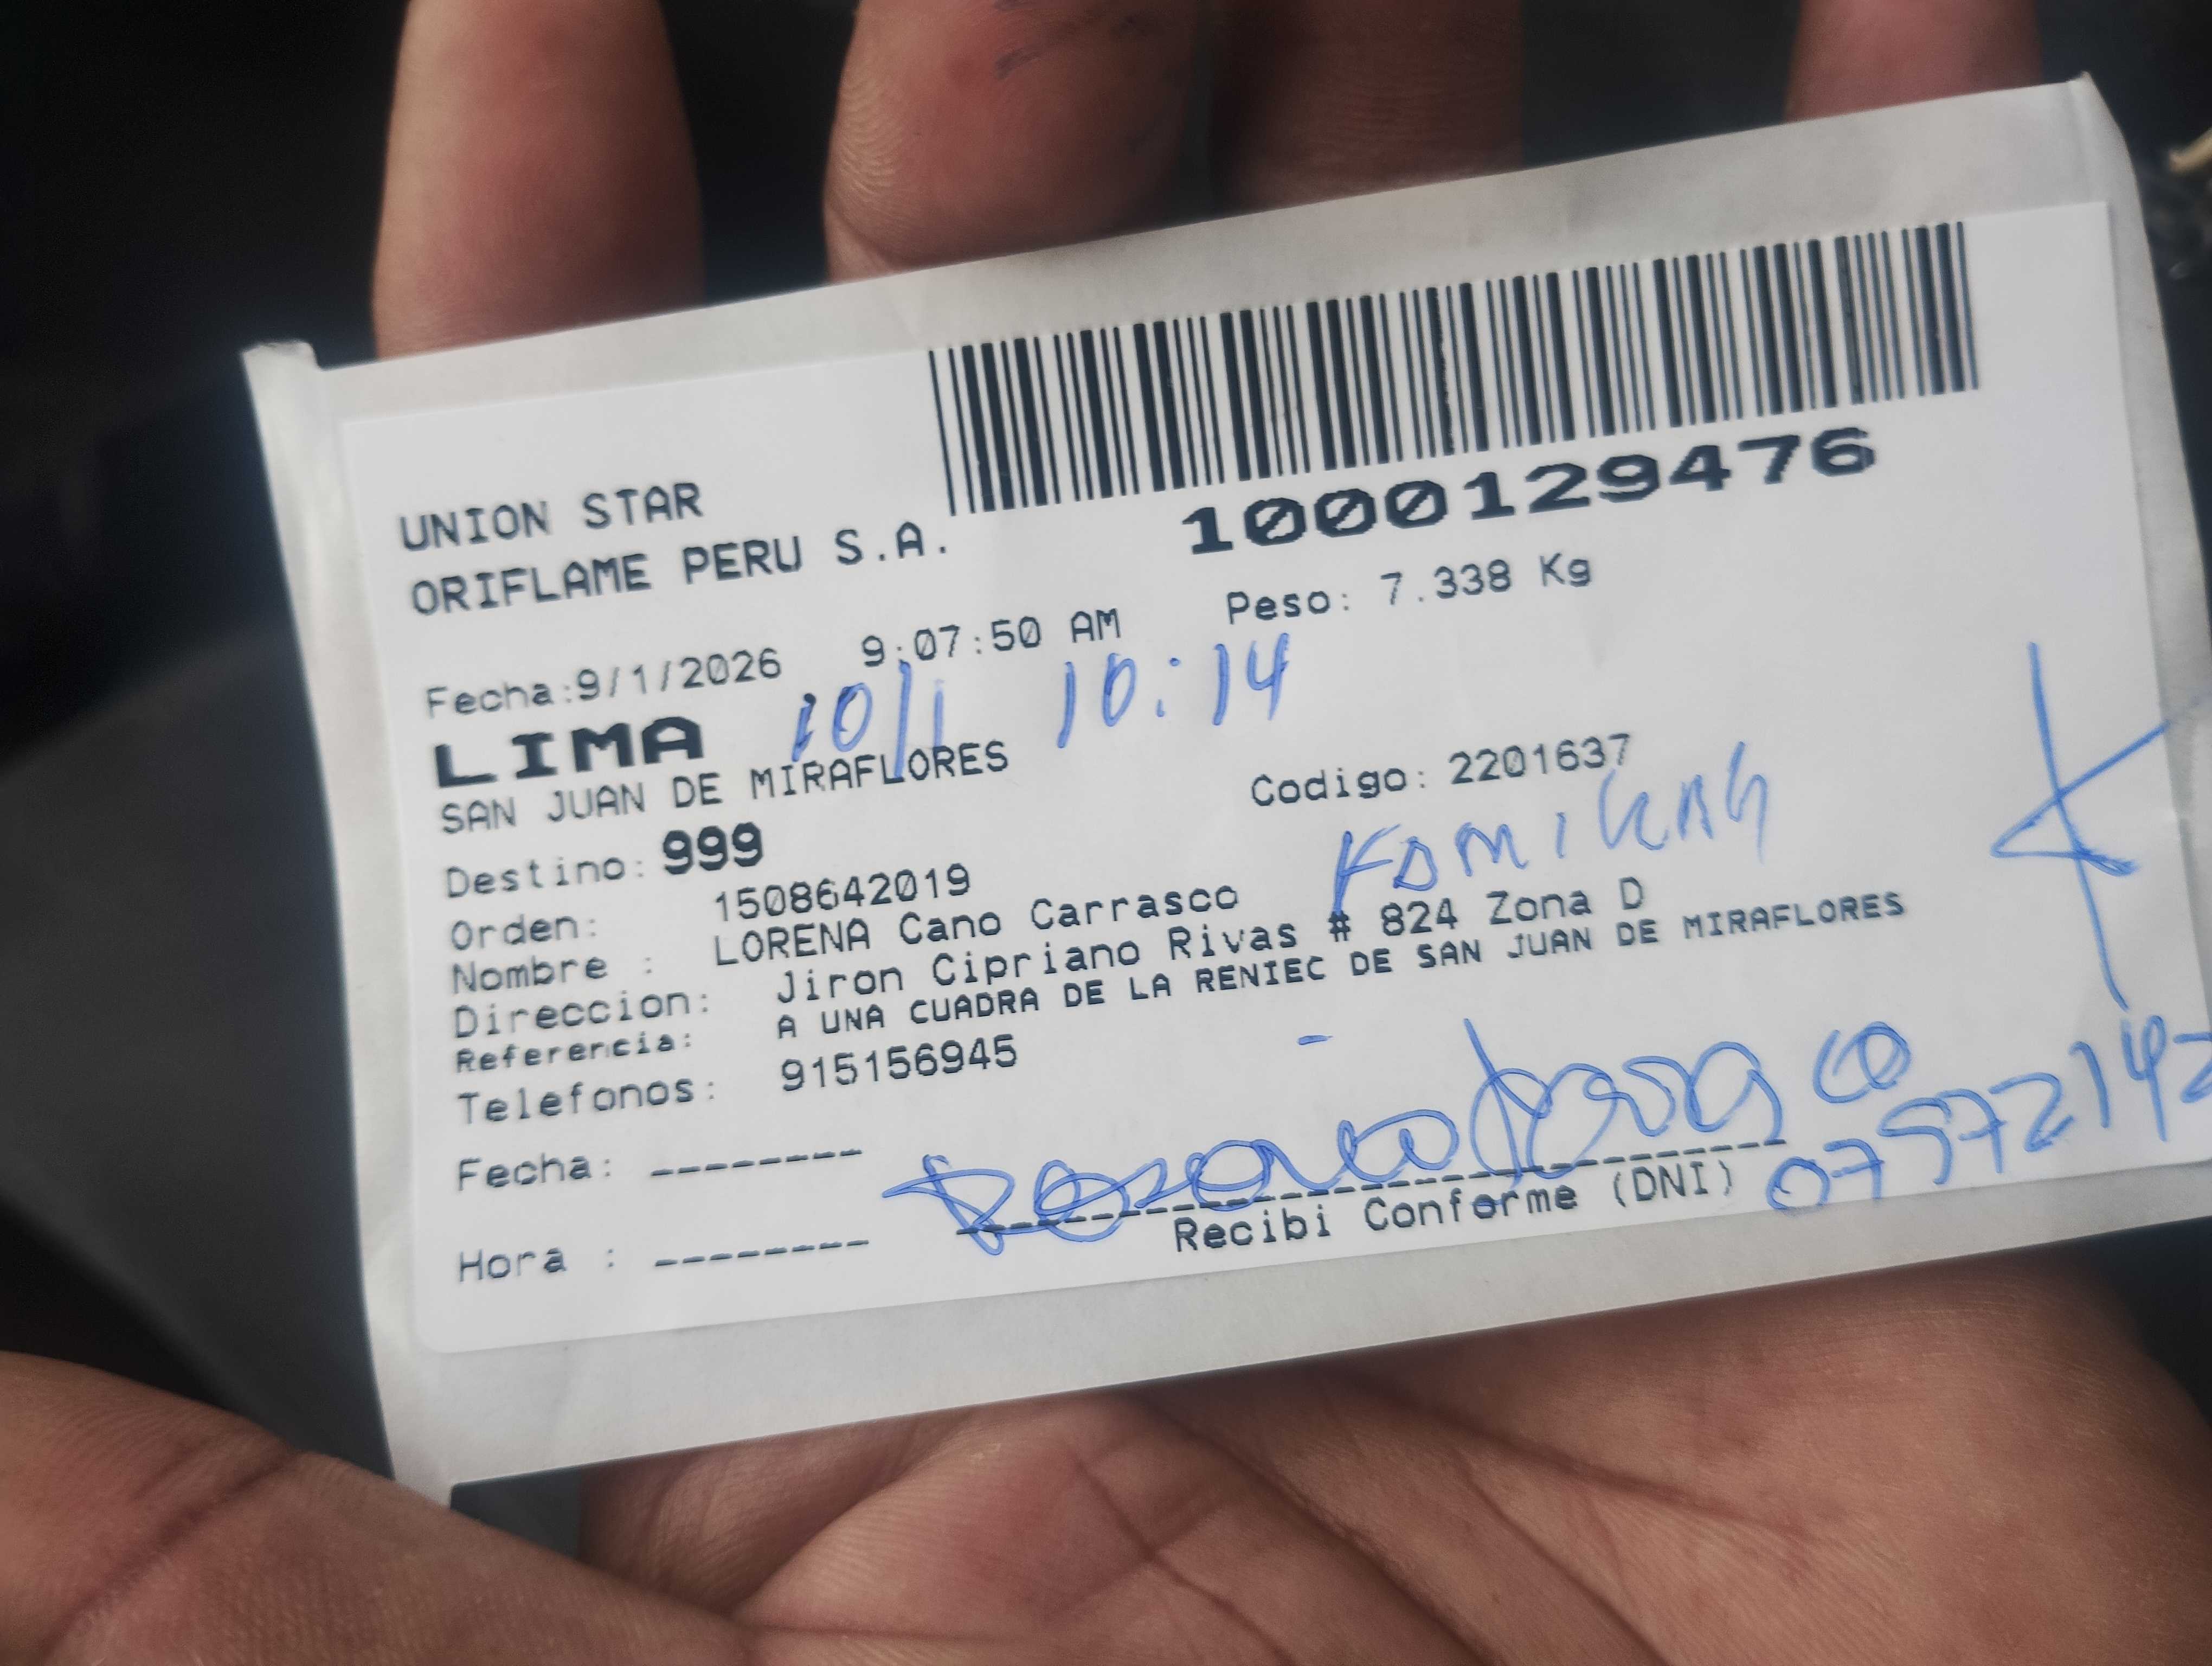 UNION STAR
ORIFLAME PERU S.A.
1000129476
Fecha:9/1/2026 9:07:50 AM Peso: 7.338 Kg
10/1 10:14
LIMA
SAN JUAN DE MIRAFLORES
Codigo: 2201637
Destino: 999
Orden: 1508642019
Nombre : LORENA Cano Carrasco
Direccion: Jiron Cipriano Rivas # 824 Zona D
Referencia: A UNA CUADRA DE LA RENIEC DE SAN JUAN DE MIRAFLORES
Telefonos: 915156945
Fecha: --------
Recibi Conforme (DNI)
Hora : --------